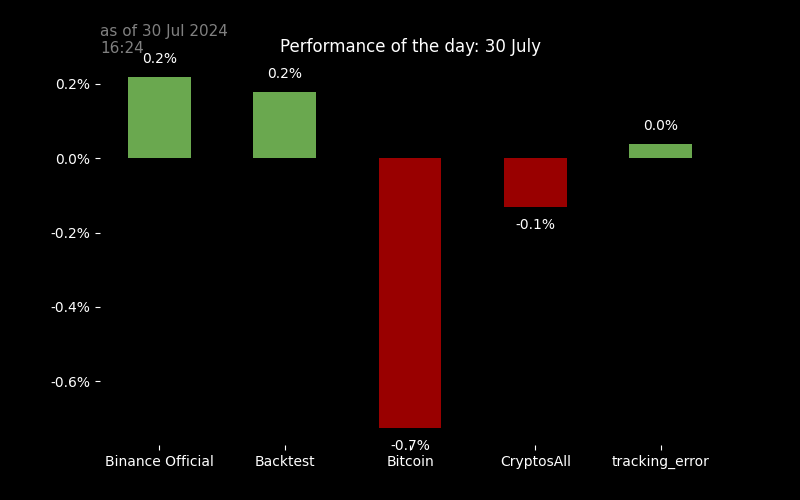 as of 30 Jul 2024
16:24
Performance of the day: 30 July
0.2%
0.2%
-0.7%
-0.1%
0.0%
0.2%
0.0%
-0.2%
-0.4%
-0.6%
Binance Official
Backtest
Bitcoin
CryptosAll
tracking_error